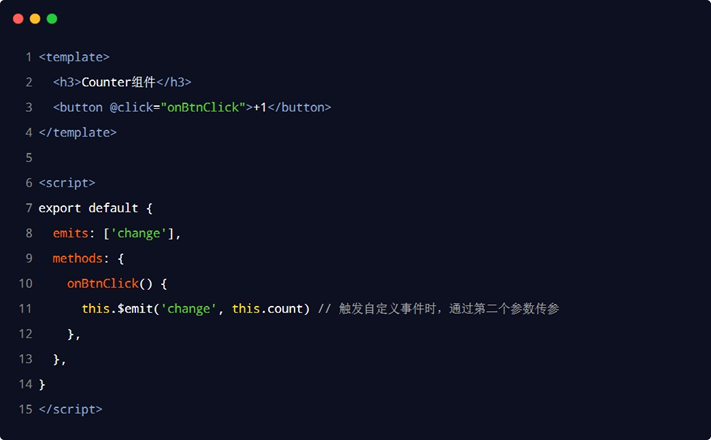 1 <template>
2   <h3>Counter组件</h3>
3   <button @click="onBtnClick">+1</button>
4 </template>
5
6 <script>
7 export default {
8   emits: ['change'],
9   methods: {
10     onBtnClick() {
11       this.$emit('change', this.count) // 触发自定义事件时，通过第二个参数传参
12     },
13   },
14 }
15 </script>